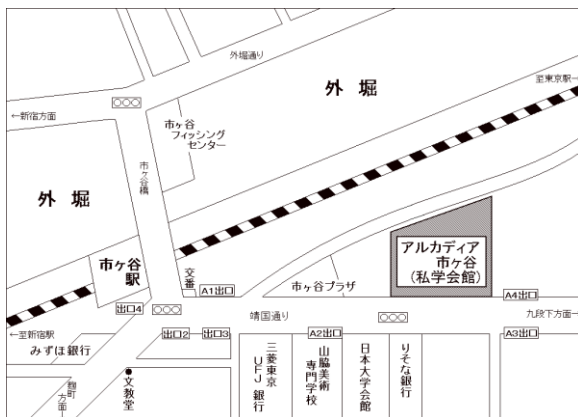 外堀通り
外 堀
至東京駅→
←新宿方面
市ヶ谷
フィッシング
センター
市ヶ谷橋
外 堀
市ヶ谷
駅
アルカディア
市ヶ谷
(私学会館)
交番
A1出口
市ヶ谷プラザ
A4出口
出口4
靖国通り
九段下方面→
←至新宿駅
出口2
出口3
A2出口
A3出口
みずほ銀行
麹町
方面
文教堂
三菱東京
UFJ銀行
山脇美術
専門学校
日本大学会館
りそな銀行